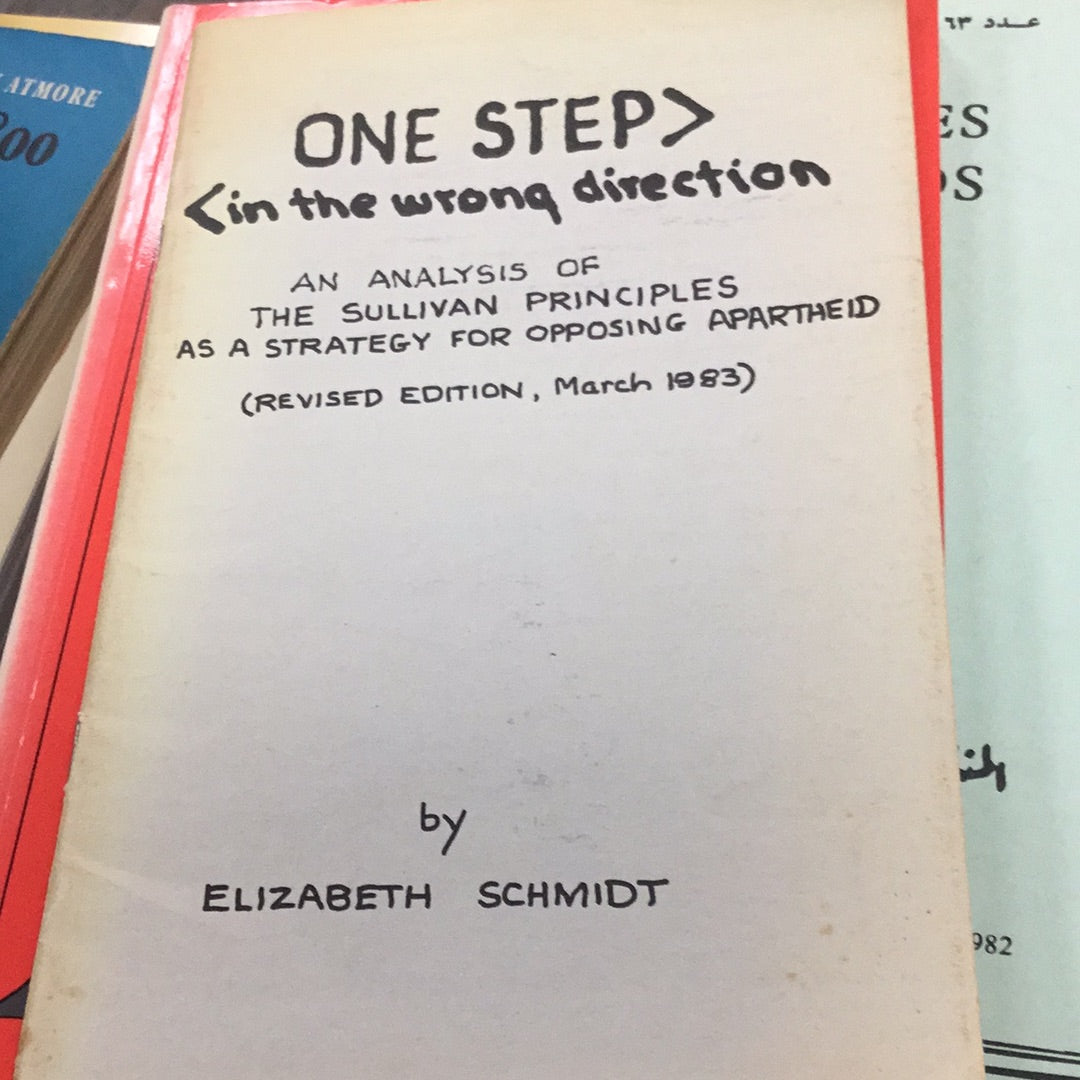 ONE STEP>
<in the wrong direction
AN ANALYSIS OF
THE SULLIVAN PRINCIPLES
AS A STRATEGY FOR OPPOSING APARTHEID
(REVISED EDITION, March 1983)
by
ELIZABETH SCHMIDT
ATMORE
00
عدد ٦٣
ES
S
982